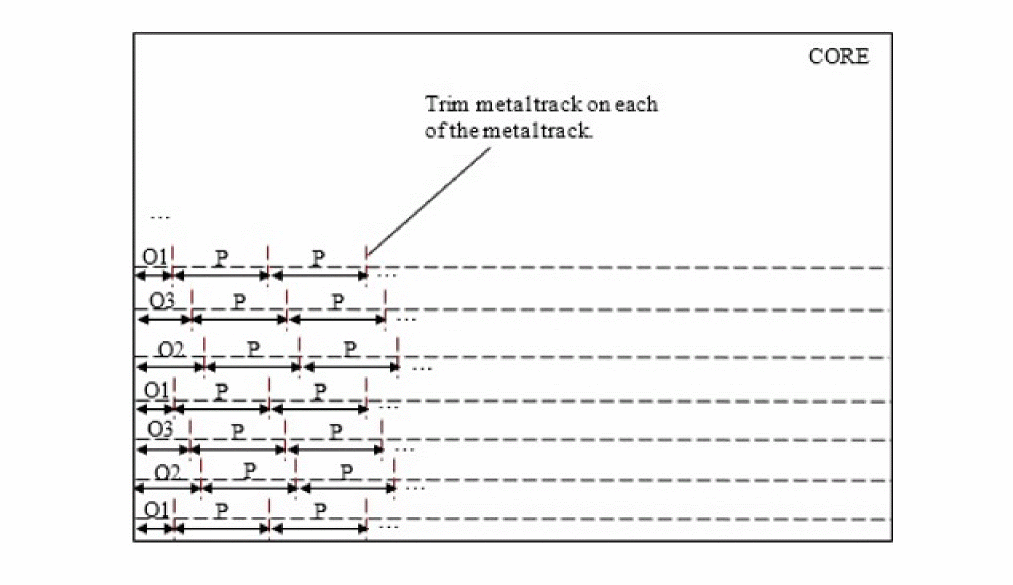 CORE
Trim metal track on each
of the metal track.
...
O1 P P ...
O3 P P ...
O2 P P ...
O1 P P ...
O3 P P ...
O2 P P ...
O1 P P ...